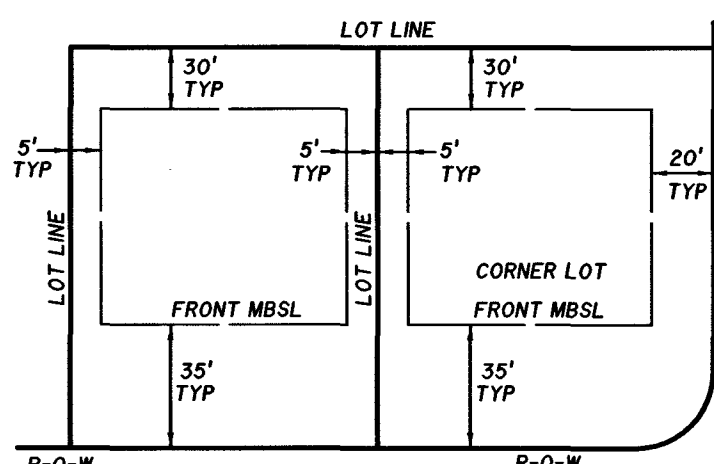 LOT LINE
30'
TYP
30'
TYP
5'
TYP
5'
TYP
5'
TYP
20'
TYP
LOT LINE
LOT LINE
CORNER LOT
FRONT MBSL
FRONT MBSL
35'
TYP
35'
TYP
R-O-W
R-O-W